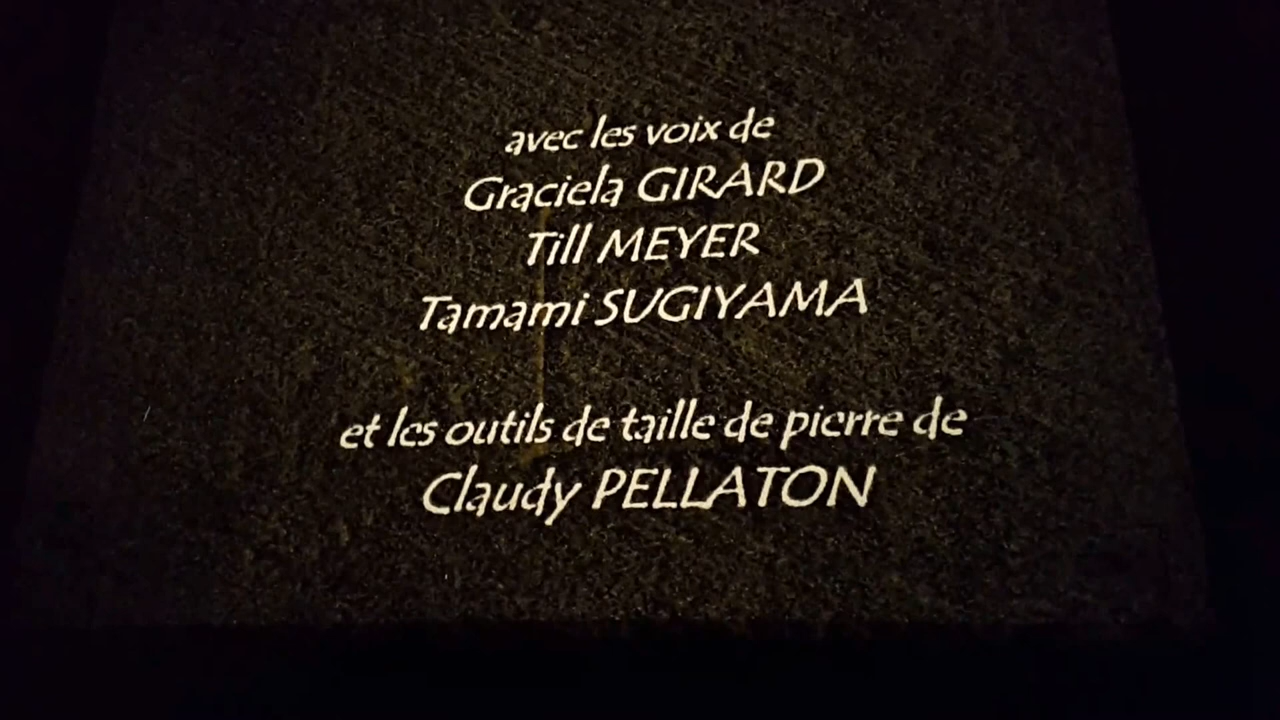 avec les voix de
Graciela GIRARD
Till MEYER
Tamami SUGIYAMA
et les outils de taille de pierre de
Claudy PELLATON